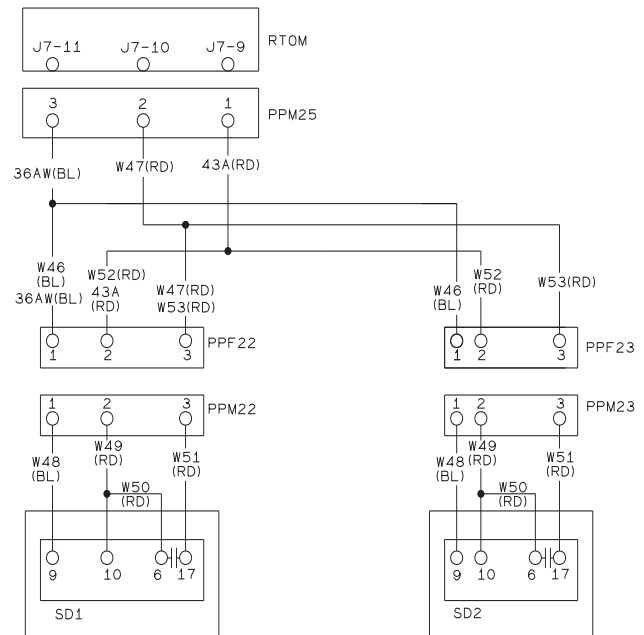 J7-11 J7-10 J7-9 RTOM
3 2 1 PPM25
36AW(BL) W47(RD) 43A(RD)
W46
(BL)
36AW(BL)
W52(RD)
43A
(RD)
W47(RD)
W53(RD)
W46
(BL)
W52
(RD)
W53(RD)
1 2 3 PPF22
1 2 3 PPF23
1 2 3 PPM22
1 2 3 PPM23
W48
(BL)
W49
(RD)
W50
(RD)
W51
(RD)
W48
(BL)
W49
(RD)
W50
(RD)
W51
(RD)
9 10 6 17
SD1
9 10 6 17
SD2